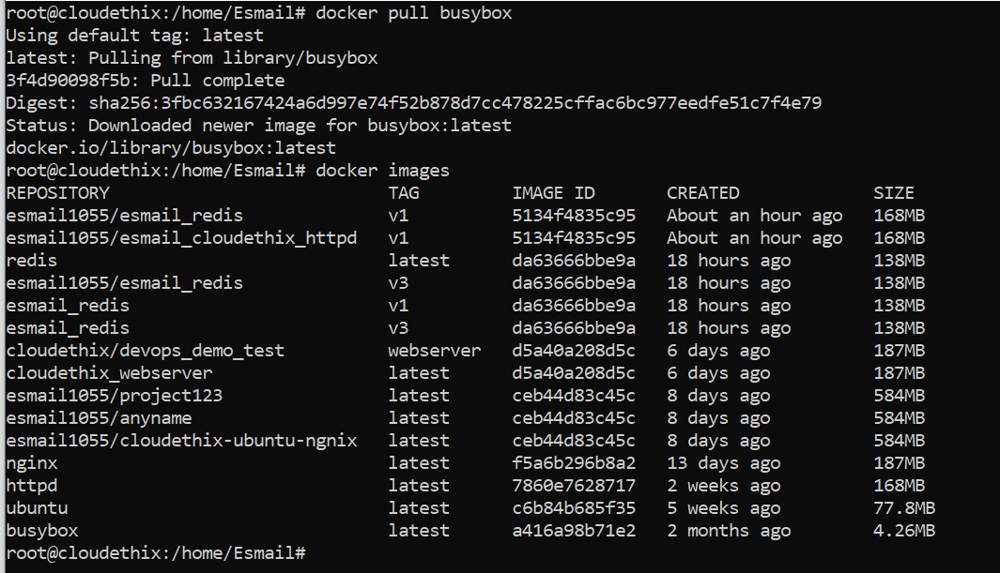 root@cloudethix:/home/Esmail# docker pull busybox
Using default tag: latest
latest: Pulling from library/busybox
3f4d90098f5b: Pull complete
Digest: sha256:3fbc632167424a6d997e74f52b878d7cc478225cffac6bc977eedfe51c7f4e79
Status: Downloaded newer image for busybox:latest
docker.io/library/busybox:latest
root@cloudethix:/home/Esmail# docker images
REPOSITORY                         TAG         IMAGE ID       CREATED             SIZE
esmail1055/esmail_redis            v1          5134f4835c95   About an hour ago   168MB
esmail1055/esmail_cloudethix_httpd   v1          5134f4835c95   About an hour ago   168MB
redis                              latest      da63666bbe9a   18 hours ago        138MB
esmail1055/esmail_redis            v3          da63666bbe9a   18 hours ago        138MB
esmail_redis                       v1          da63666bbe9a   18 hours ago        138MB
esmail_redis                       v3          da63666bbe9a   18 hours ago        138MB
cloudethix/devops_demo_test        webserver   d5a40a208d5c   6 days ago          187MB
cloudethix_webserver               latest      d5a40a208d5c   6 days ago          187MB
esmail1055/project123              latest      ceb44d83c45c   8 days ago          584MB
esmail1055/anyname                 latest      ceb44d83c45c   8 days ago          584MB
esmail1055/cloudethix-ubuntu-ngnix   latest      ceb44d83c45c   8 days ago          584MB
nginx                              latest      f5a6b296b8a2   13 days ago         187MB
httpd                              latest      7860e7628717   2 weeks ago         168MB
ubuntu                             latest      c6b84b685f35   5 weeks ago         77.8MB
busybox                            latest      a416a98b71e2   2 months ago        4.26MB
root@cloudethix:/home/Esmail#